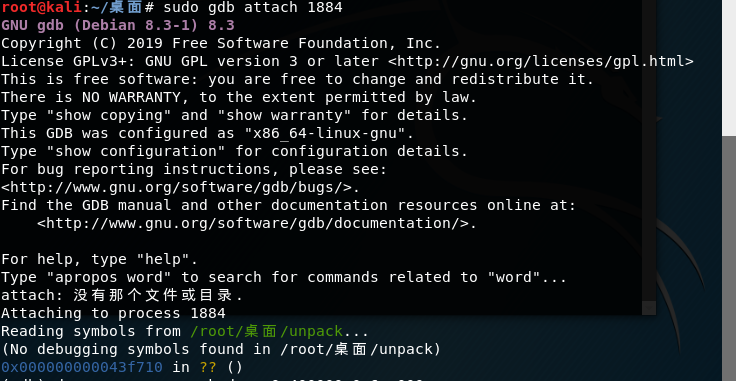 root@kali:~/桌面# sudo gdb attach 1884
GNU gdb (Debian 8.3-1) 8.3
Copyright (C) 2019 Free Software Foundation, Inc.
License GPLv3+: GNU GPL version 3 or later <http://gnu.org/licenses/gpl.html>
This is free software: you are free to change and redistribute it.
There is NO WARRANTY, to the extent permitted by law.
Type "show copying" and "show warranty" for details.
This GDB was configured as "x86_64-linux-gnu".
Type "show configuration" for configuration details.
For bug reporting instructions, please see:
<http://www.gnu.org/software/gdb/bugs/>.
Find the GDB manual and other documentation resources online at:
    <http://www.gnu.org/software/gdb/documentation/>.

For help, type "help".
Type "apropos word" to search for commands related to "word"...
attach: 没有那个文件或目录.
Attaching to process 1884
Reading symbols from /root/桌面/unpack...
(No debugging symbols found in /root/桌面/unpack)
0x000000000043f710 in ?? ()